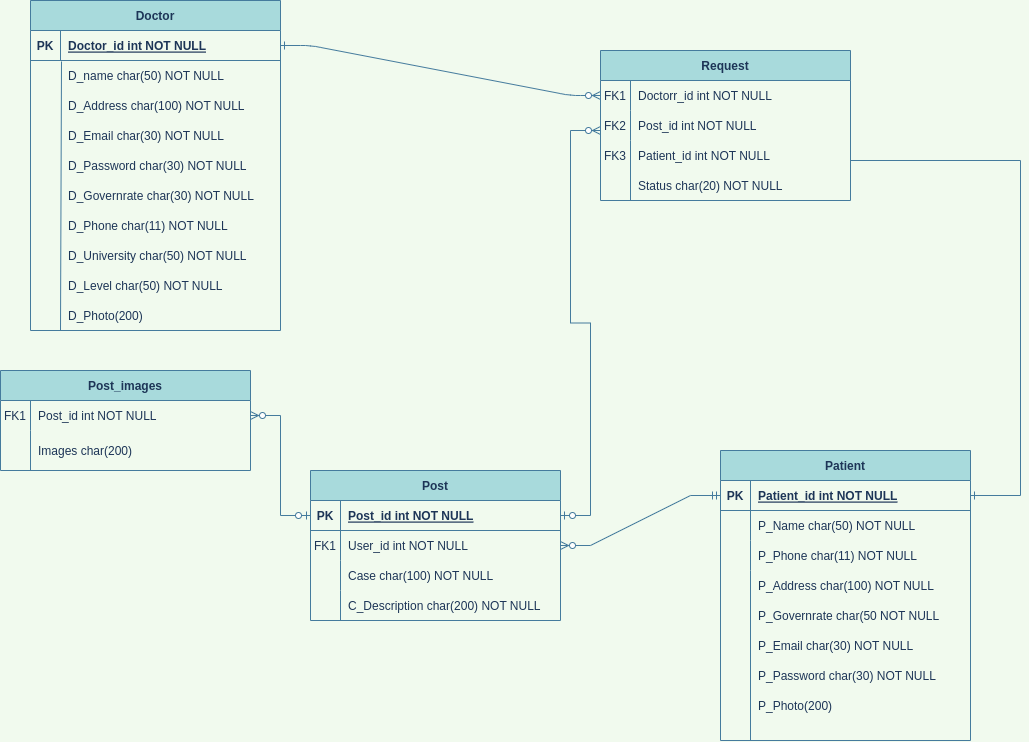 Doctor
PK Doctor_id int NOT NULL
D_name char(50) NOT NULL
D_Address char(100) NOT NULL
D_Email char(30) NOT NULL
D_Password char(30) NOT NULL
D_Governrate char(30) NOT NULL
D_Phone char(11) NOT NULL
D_University char(50) NOT NULL
D_Level char(50) NOT NULL
D_Photo(200)
Request
FK1 Doctorr_id int NOT NULL
FK2 Post_id int NOT NULL
FK3 Patient_id int NOT NULL
Status char(20) NOT NULL
Post_images
FK1 Post_id int NOT NULL
Images char(200)
Post
PK Post_id int NOT NULL
FK1 User_id int NOT NULL
Case char(100) NOT NULL
C_Description char(200) NOT NULL
Patient
PK Patient_id int NOT NULL
P_Name char(50) NOT NULL
P_Phone char(11) NOT NULL
P_Address char(100) NOT NULL
P_Governrate char(50 NOT NULL
P_Email char(30) NOT NULL
P_Password char(30) NOT NULL
P_Photo(200)